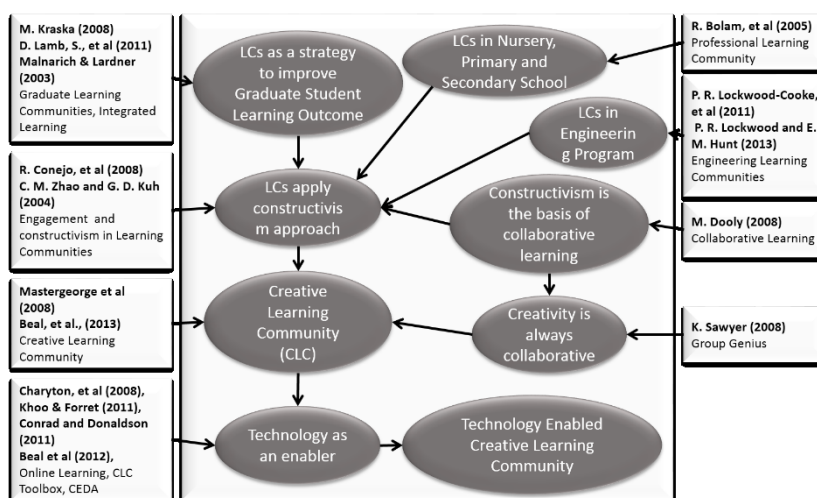 M. Kraska (2008)
D. Lamb, S., et al (2011)
Malnarich & Lardner
(2003)
Graduate Learning
Communities, Integrated
Learning
R. Conejo, et al (2008)
C. M. Zhao and G. D. Kuh
(2004)
Engagement and
constructivism in Learning
Communities
Mastergeorge et al
(2008)
Beal, et al., (2013)
Creative Learning
Community
Charyton, et al (2008),
Khoo & Forret (2011),
Conrad and Donaldson
(2011)
Beal et al (2012),
Online Learning, CLC
Toolbox, CEDA
LCs as a strategy
to improve
Graduate Student
Learning Outcome
LCs in Nursery,
Primary and
Secondary School
LCs in
Engineerin
g Program
LCs apply
constructivis
m approach
Constructivism is
the basis of
collaborative
learning
Creative
Learning
Community
(CLC)
Creativity is
always
collaborative
Technology as
an enabler
Technology Enabled
Creative Learning
Community
R. Bolam, et al (2005)
Professional Learning
Community
P. R. Lockwood-Cooke,
et al (2011)
P. R. Lockwood and E.
M. Hunt (2013)
Engineering Learning
Communities
M. Dooly (2008)
Collaborative Learning
K. Sawyer (2008)
Group Genius